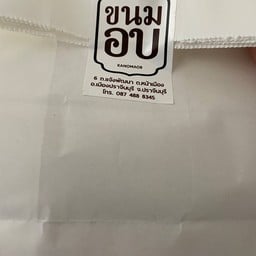 ขนม
อบ
KANOMAOB
6 ถ.แจ้งพัฒนา ต.หน้าเมือง
อ.เมืองปราจีนบุรี จ.ปราจีนบุรี
โทร. 087 488 8345